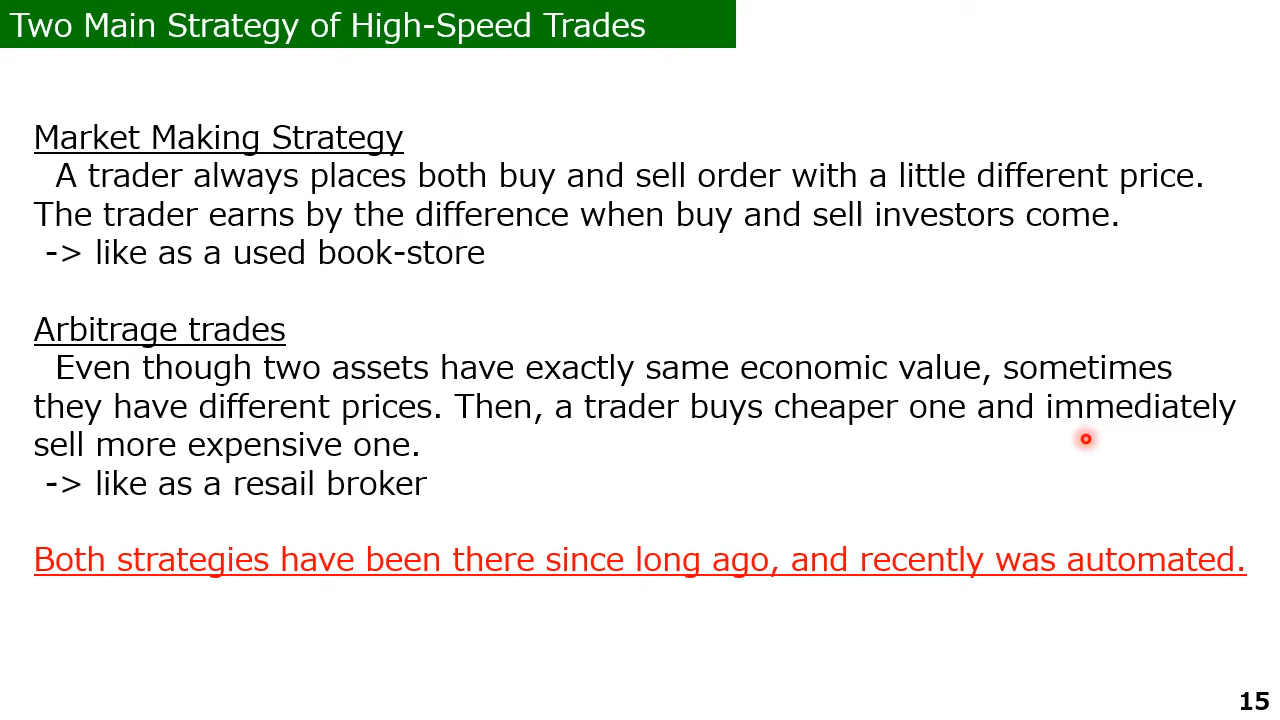 Two Main Strategy of High-Speed Trades
Market Making Strategy
A trader always places both buy and sell order with a little different price.
The trader earns by the difference when buy and sell investors come.
-> like as a used book-store
Arbitrage trades
Even though two assets have exactly same economic value, sometimes
they have different prices. Then, a trader buys cheaper one and immediately
sell more expensive one.
-> like as a resail broker
Both strategies have been there since long ago, and recently was automated.
15